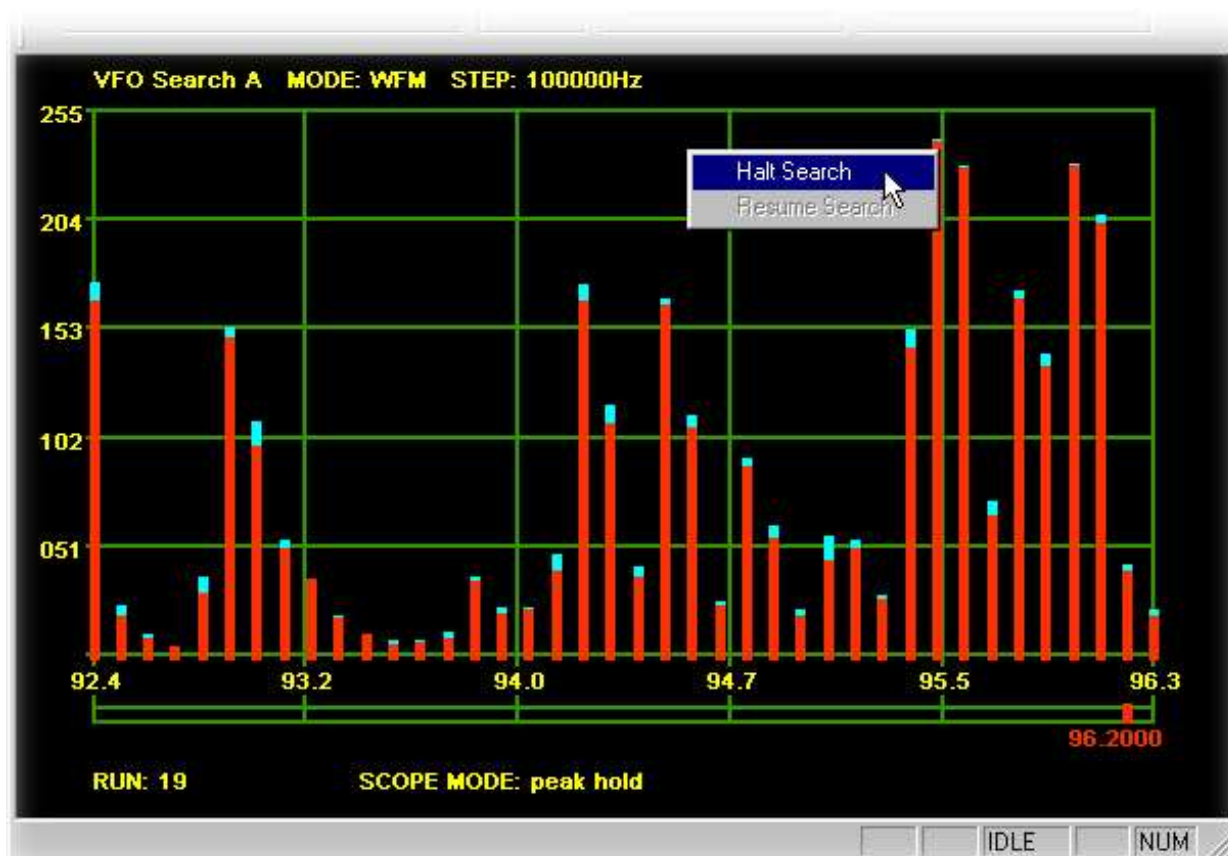 VFO Search A MODE: WFM STEP: 100000Hz
255
Halt Search
Resume Search
204
153
102
051
92.4 93.2 94.0 94.7 95.5 96.3
96.2000
RUN: 19 SCOPE MODE: peak hold
IDLE NUM